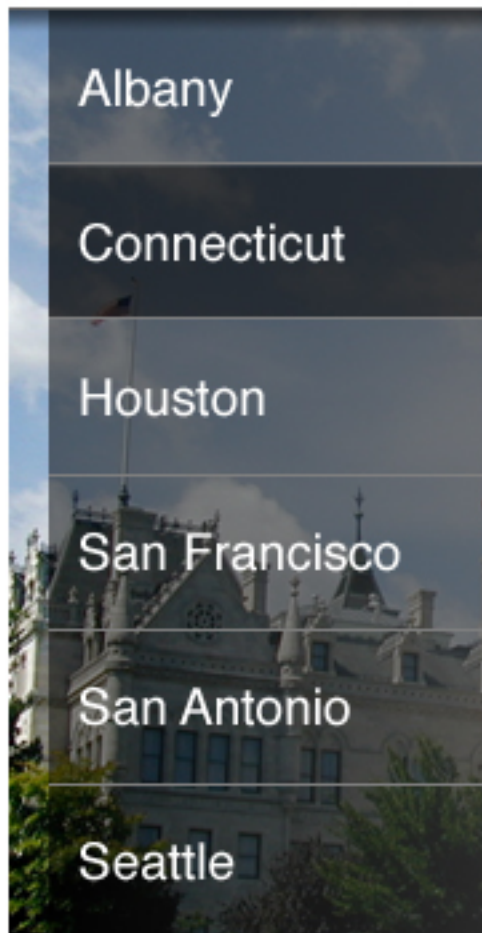 Albany
Connecticut
Houston
San Francisco
San Antonio
Seattle